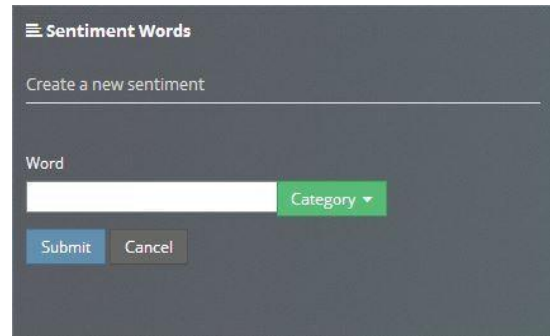 Sentiment Words
Create a new sentiment
Word
Category
Submit Cancel